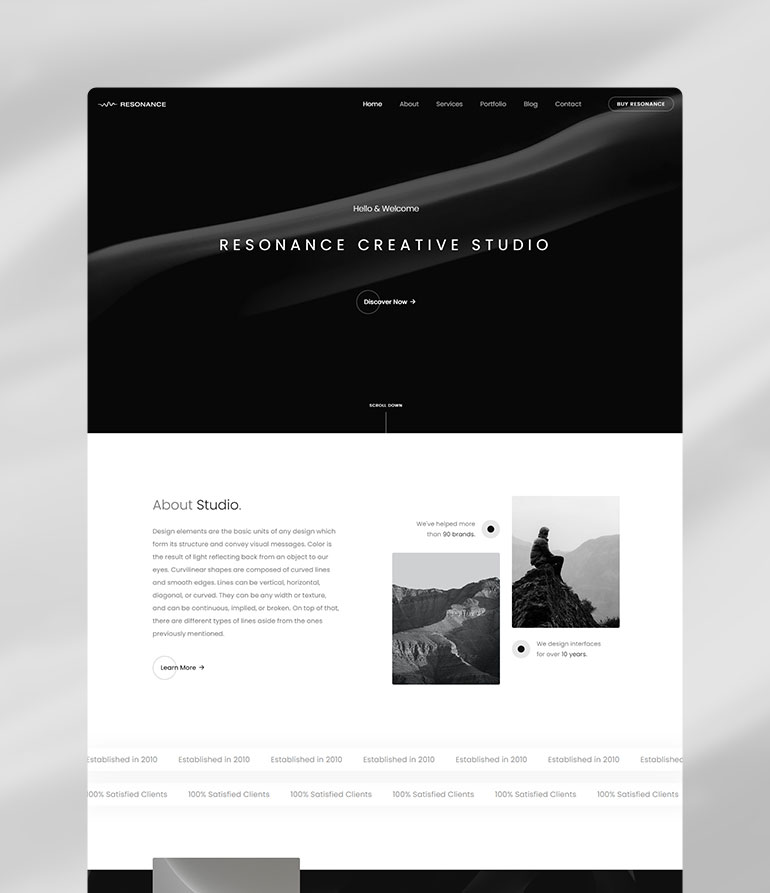 RESONANCE
Home About Services Portfolio Blog Contact BUY RESONANCE
Hello & Welcome
RESONANCE CREATIVE STUDIO
Discover Now →
SCROLL DOWN
About Studio.
Design elements are the basic units of any design which
form its structure and convey visual messages. Color is
the result of light reflecting back from an object to our
eyes. Curvilinear shapes are composed of curved lines
and smooth edges. Lines can be vertical, horizontal,
diagonal, or curved. They can be any width or texture,
and can be continuous, implied, or broken. On top of that,
there are different types of lines aside from the ones
previously mentioned.
Learn More →
We've helped more
than 90 brands.
We design interfaces
for over 10 years.
Established in 2010 Established in 2010 Established in 2010 Established in 2010 Established in 2010 Established in 2010 Established
100% Satisfied Clients 100% Satisfied Clients 100% Satisfied Clients 100% Satisfied Clients 100% Satisfied Clients 100% Satisfied Clients